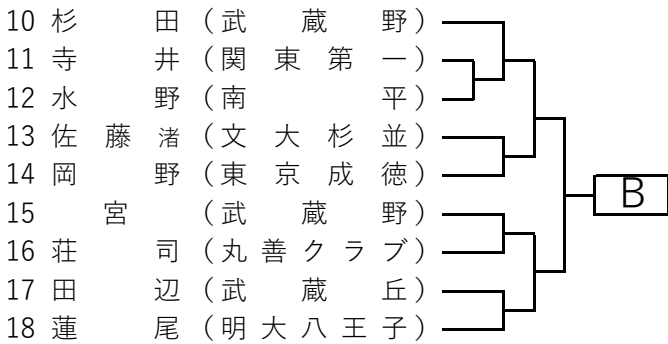 10 杉田（武蔵野）
11 寺井（関東第一）
12 水野（南平）
13 佐藤渚（文大杉並）
14 岡野（東京成徳）
15 宮（武蔵野）
B
16 荘司（丸善クラブ）
17 田辺（武蔵丘）
18 蓮尾（明大八王子）